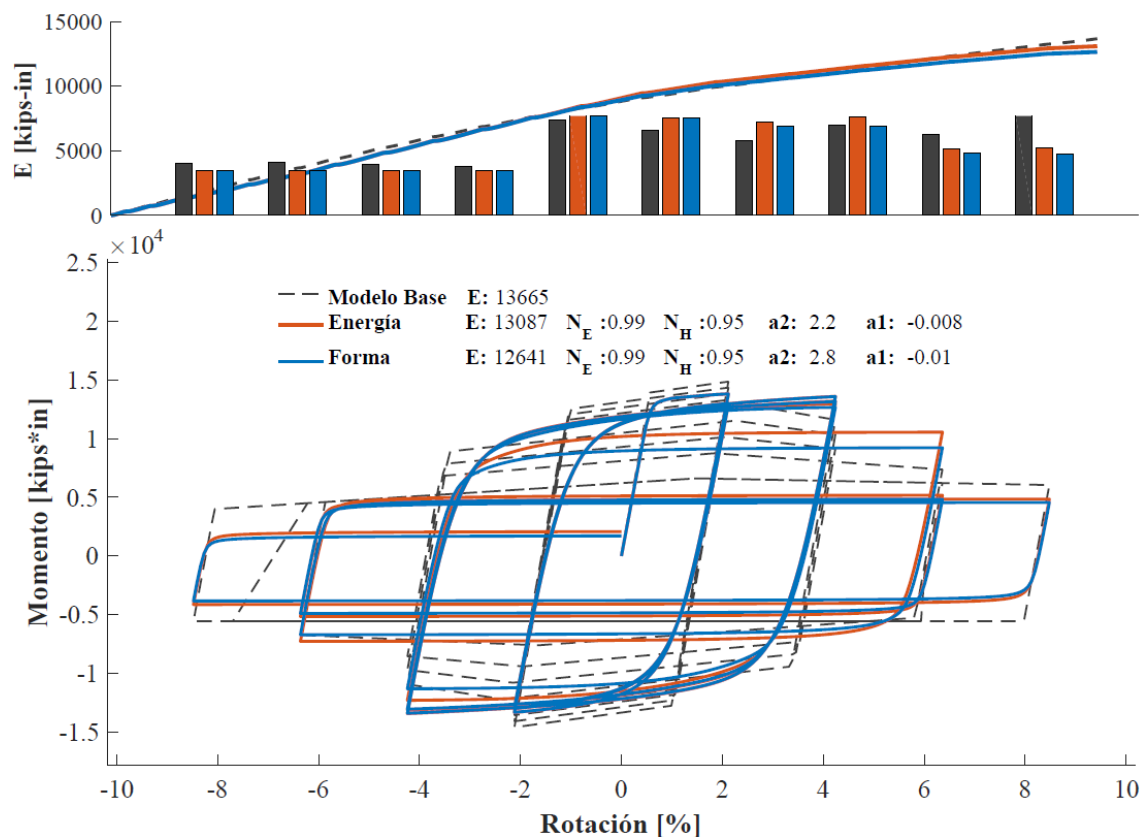 15000
10000
5000
0
E [kips-in]
×10⁴
2.5
2
1.5
1
0.5
0
-0.5
-1
-1.5
Momento [kips*in]
Modelo Base E: 13665
Energía E: 13087 N_E :0.99 N_H :0.95 a2: 2.2 a1: -0.008
Forma E: 12641 N_E :0.99 N_H :0.95 a2: 2.8 a1: -0.01
-10 -8 -6 -4 -2 0 2 4 6 8 10
Rotación [%]